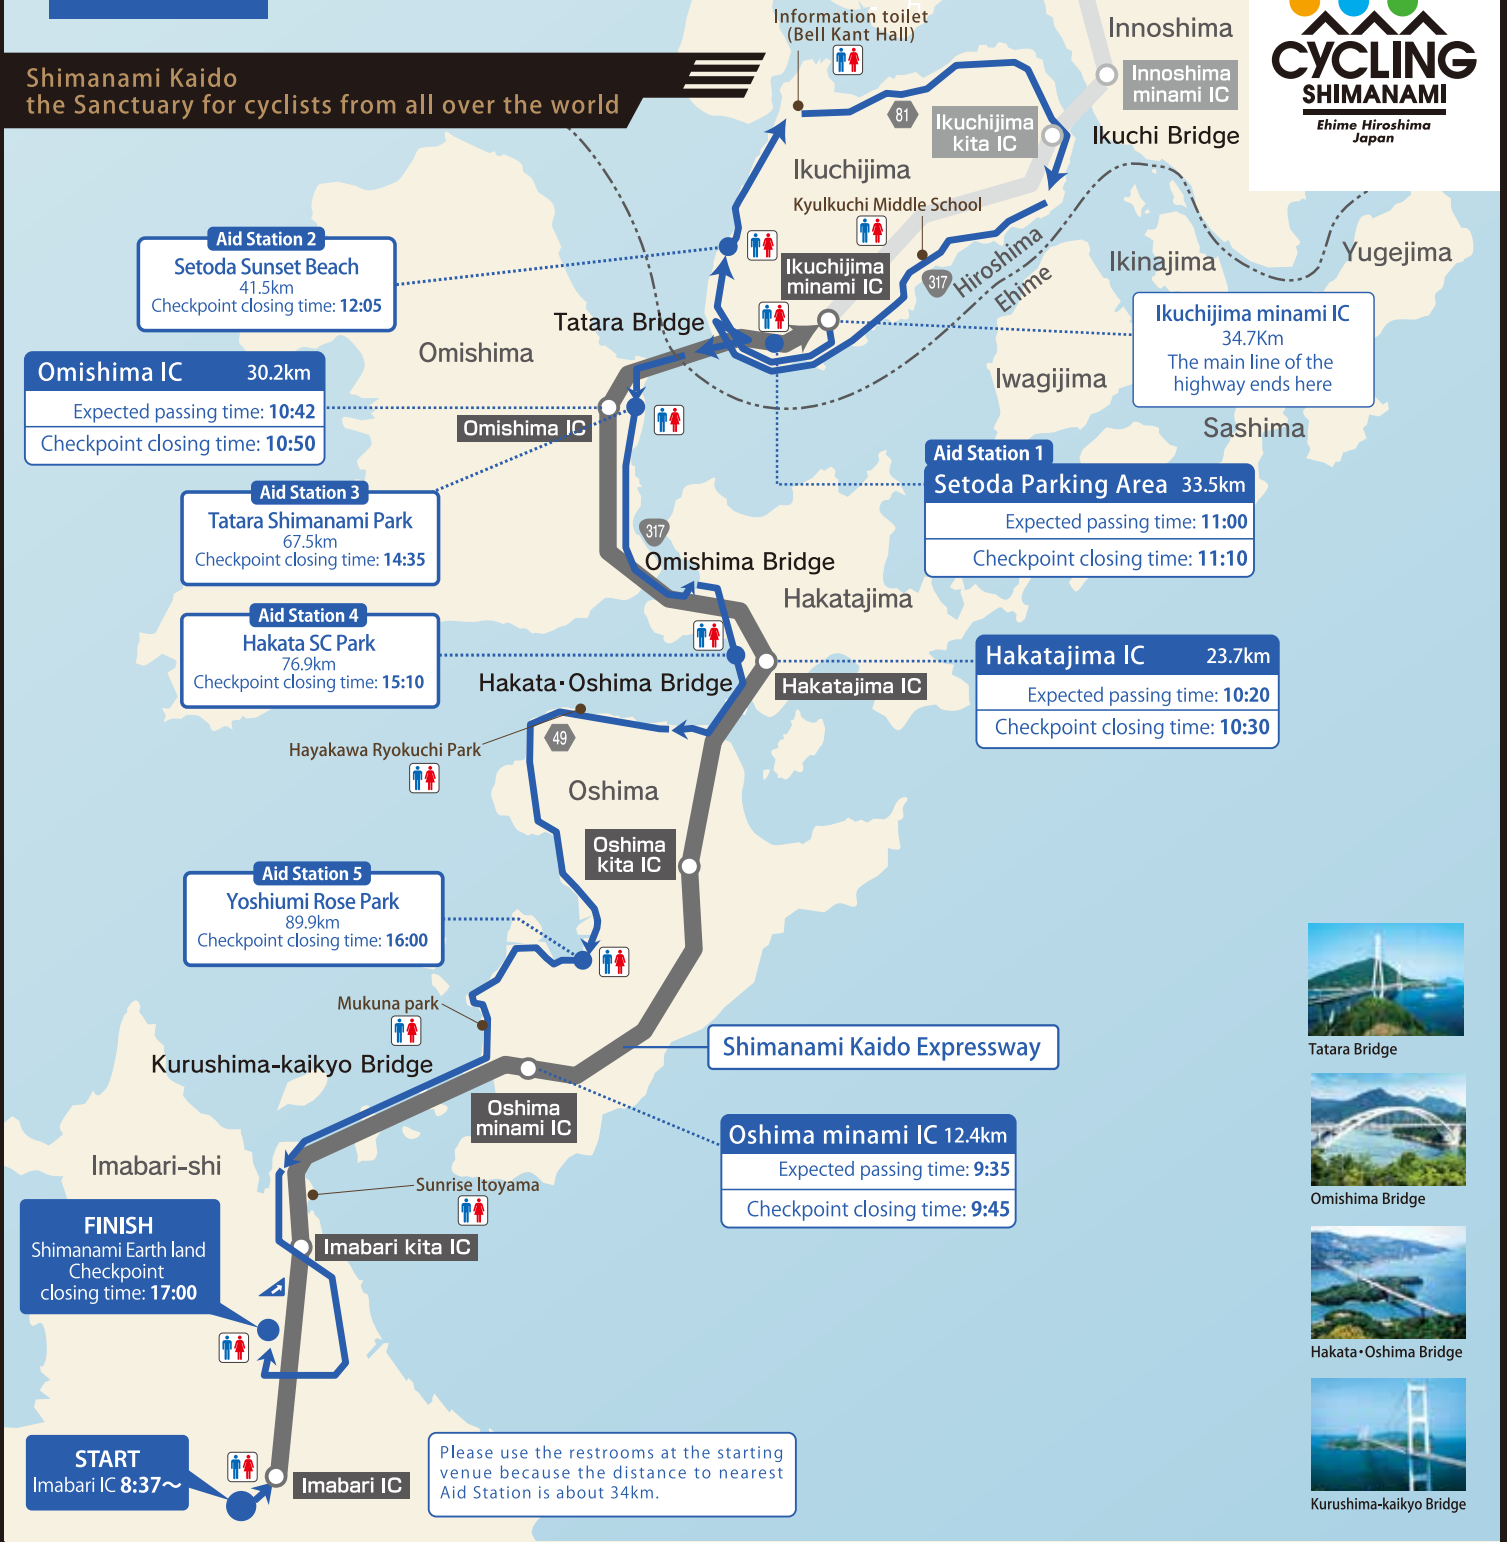 Shimanami Kaido
the Sanctuary for cyclists from all over the world
CYCLING
SHIMANAMI
Ehime Hiroshima
Japan
Information toilet
(Bell Kant Hall)
Innoshima
Innoshima
minami IC
81
Ikuchijima
kita IC
Ikuchi Bridge
Ikuchijima
Kyulkuchi Middle School
Aid Station 2
Setoda Sunset Beach
41.5km
Checkpoint closing time: 12:05
Ikuchijima
minami IC
317
Hiroshima
Ehime
Ikinajima
Yugejima
Ikuchijima minami IC
34.7Km
The main line of the
highway ends here
Tatara Bridge
Omishima
Iwagijima
Sashima
Omishima IC 30.2km
Expected passing time: 10:42
Checkpoint closing time: 10:50
Omishima IC
Aid Station 1
Setoda Parking Area 33.5km
Expected passing time: 11:00
Checkpoint closing time: 11:10
Aid Station 3
Tatara Shimanami Park
67.5km
Checkpoint closing time: 14:35
317
Omishima Bridge
Hakatajima
Aid Station 4
Hakata SC Park
76.9km
Checkpoint closing time: 15:10
Hakata・Oshima Bridge
Hakatajima IC
Hakatajima IC 23.7km
Expected passing time: 10:20
Checkpoint closing time: 10:30
Hayakawa Ryokuchi Park
49
Oshima
Oshima
kita IC
Aid Station 5
Yoshiumi Rose Park
89.9km
Checkpoint closing time: 16:00
Mukuna park
Kurushima-kaikyo Bridge
Shimanami Kaido Expressway
Oshima
minami IC
Oshima minami IC 12.4km
Expected passing time: 9:35
Checkpoint closing time: 9:45
Imabari-shi
Sunrise Itoyama
FINISH
Shimanami Earth land
Checkpoint
closing time: 17:00
Imabari kita IC
START
Imabari IC 8:37～
Imabari IC
Please use the restrooms at the starting
venue because the distance to nearest
Aid Station is about 34km.
Tatara Bridge
Omishima Bridge
Hakata・Oshima Bridge
Kurushima-kaikyo Bridge